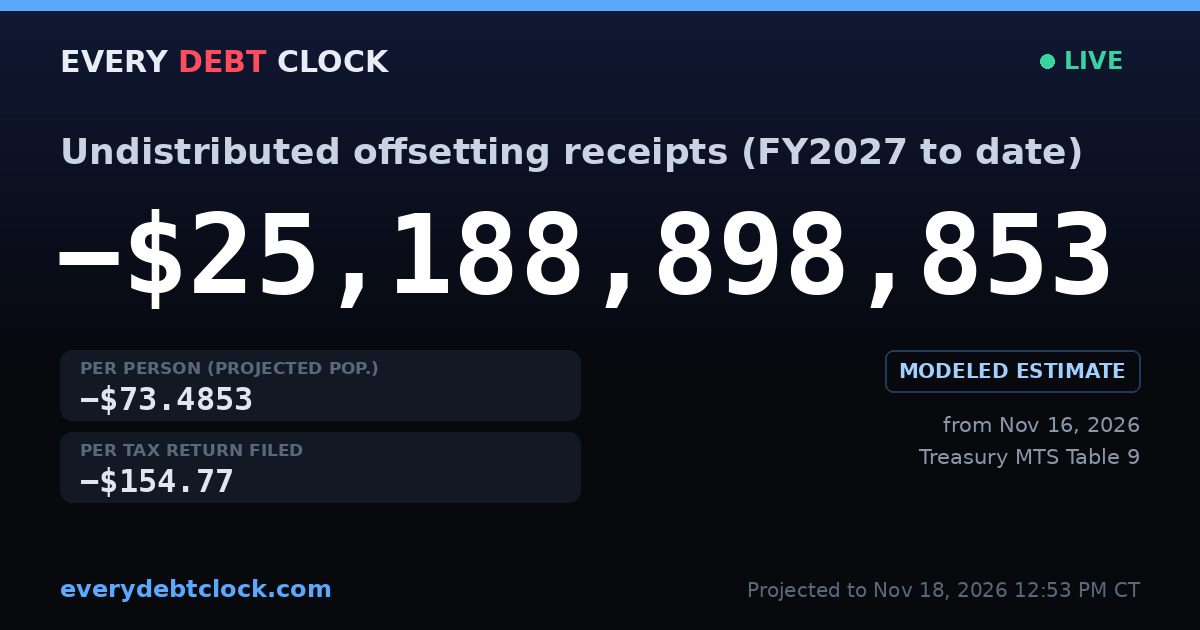 EVERY DEBT CLOCK
LIVE
Undistributed offsetting receipts (FY2027 to date)
−$25,188,898,853
PER PERSON (PROJECTED POP.)
−$73.4853
PER TAX RETURN FILED
−$154.77
MODELED ESTIMATE
from Nov 16, 2026
Treasury MTS Table 9
everydebtclock.com
Projected to Nov 18, 2026 12:53 PM CT